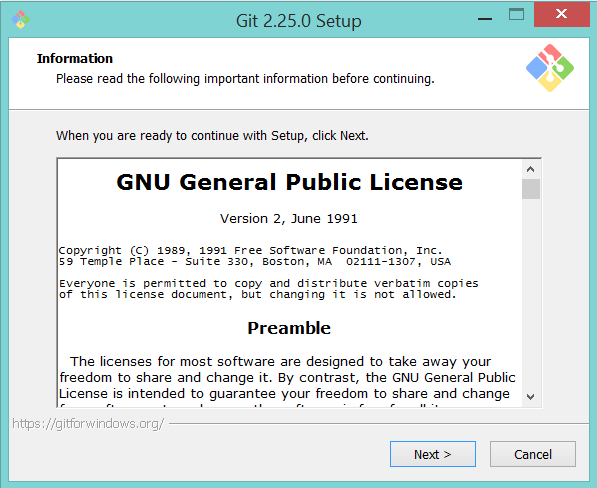 Git 2.25.0 Setup
Information
Please read the following important information before continuing.
When you are ready to continue with Setup, click Next.
GNU General Public License
Version 2, June 1991
Copyright (C) 1989, 1991 Free Software Foundation, Inc.
59 Temple Place - Suite 330, Boston, MA  02111-1307, USA
Everyone is permitted to copy and distribute verbatim copies
of this license document, but changing it is not allowed.
Preamble
The licenses for most software are designed to take away your
freedom to share and change it. By contrast, the GNU General Public
License is intended to guarantee your freedom to share and change
https://gitforwindows.org/
Next >
Cancel